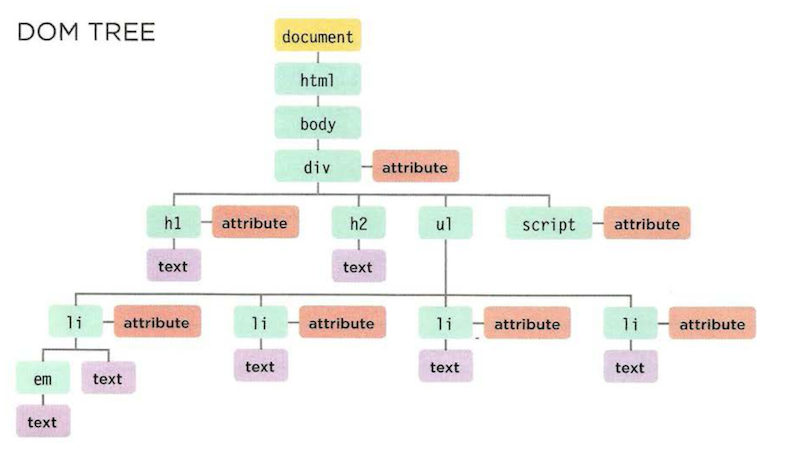 DOM TREE
document
html
body
div attribute
h1 attribute h2 ul script attribute
text text
li attribute li attribute li attribute li attribute
em text text text text
text